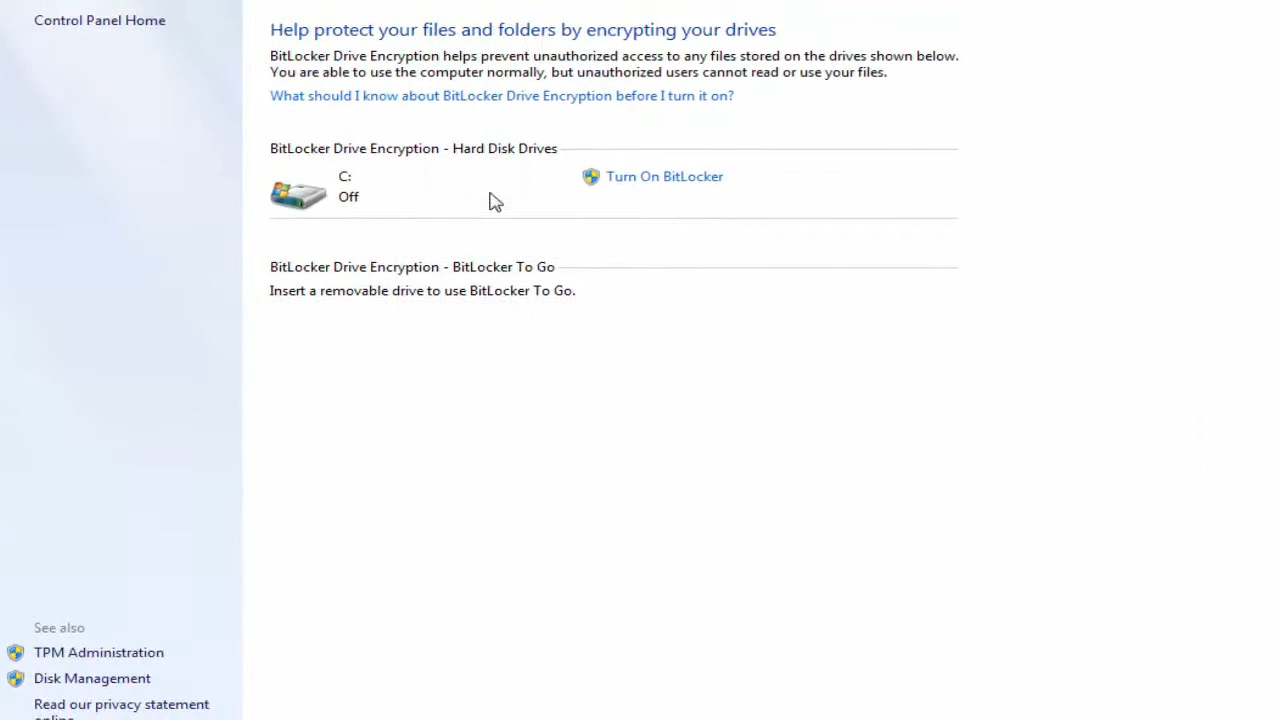 Control Panel Home
Help protect your files and folders by encrypting your drives
BitLocker Drive Encryption helps prevent unauthorized access to any files stored on the drives shown below.
You are able to use the computer normally, but unauthorized users cannot read or use your files.
What should I know about BitLocker Drive Encryption before I turn it on?
BitLocker Drive Encryption - Hard Disk Drives
C:
Off
Turn On BitLocker
BitLocker Drive Encryption - BitLocker To Go
Insert a removable drive to use BitLocker To Go.
See also
TPM Administration
Disk Management
Read our privacy statement
online